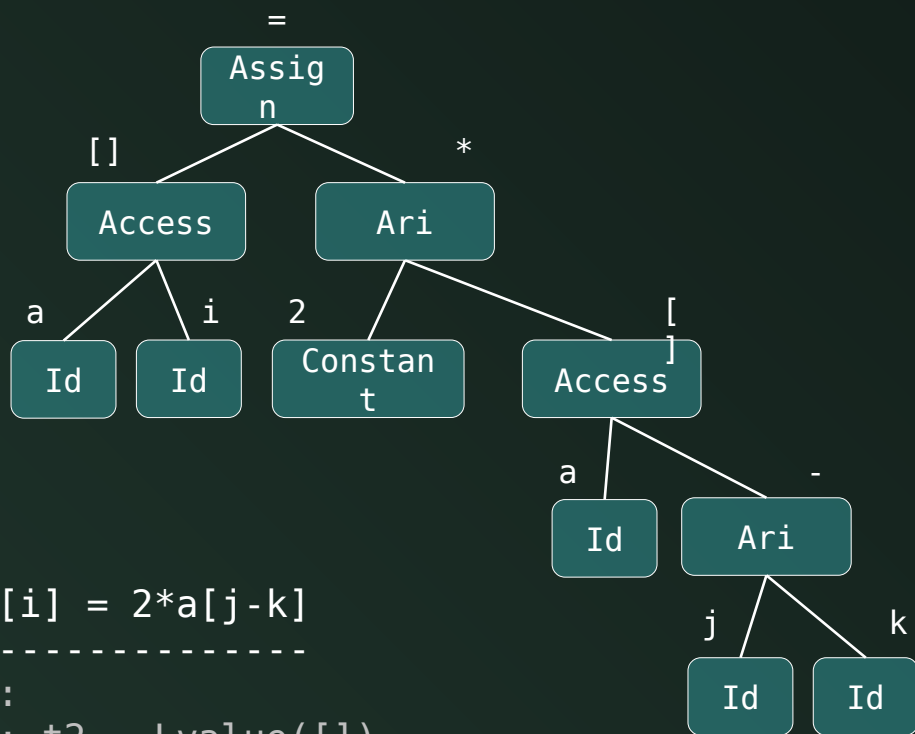 =
Assig
n
[] *
Access Ari
a i 2 [
]
Id Id Constan
t
Access
a -
Id Ari
[i] = 2*a[j-k]
--------------
j k
:
Id Id